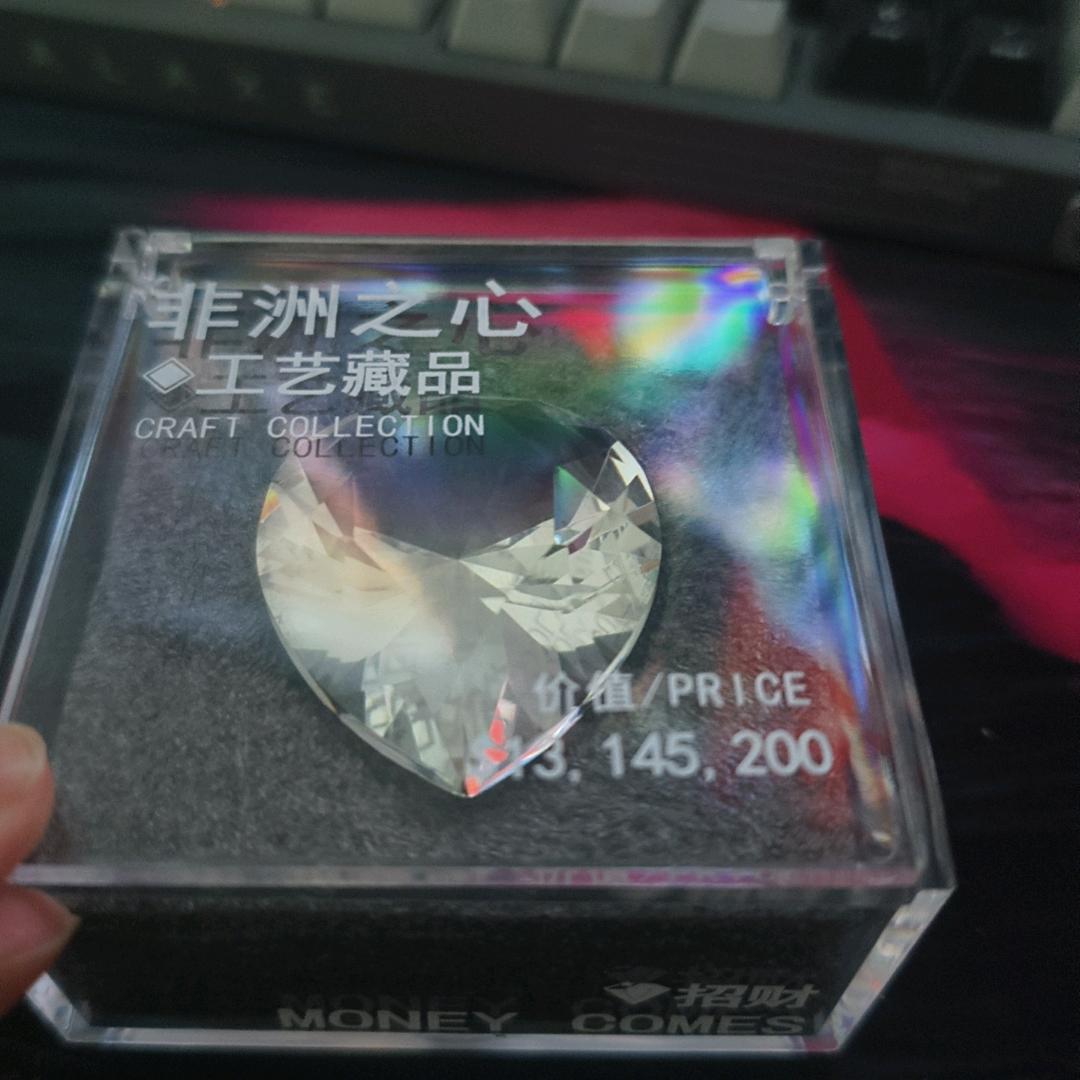 非洲之心
工艺藏品
CRAFT COLLECTION
价值/PRICE
$13,145,200
招财
MONEY COMES